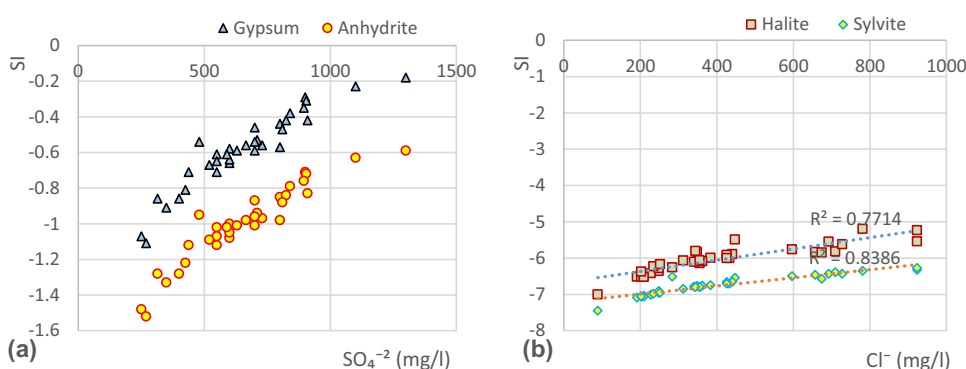 Gypsum Anhydrite
0
-0.2
-0.4
-0.6
-0.8
-1
-1.2
-1.4
-1.6
0 500 1000 1500
SI
(a)
SO₄⁻² (mg/l)
Halite Sylvite
0
-1
-2
-3
-4
-5
-6
-7
-8
0 200 400 600 800 1000
SI
R² = 0.7714
R² = 0.8386
(b)
Cl⁻ (mg/l)